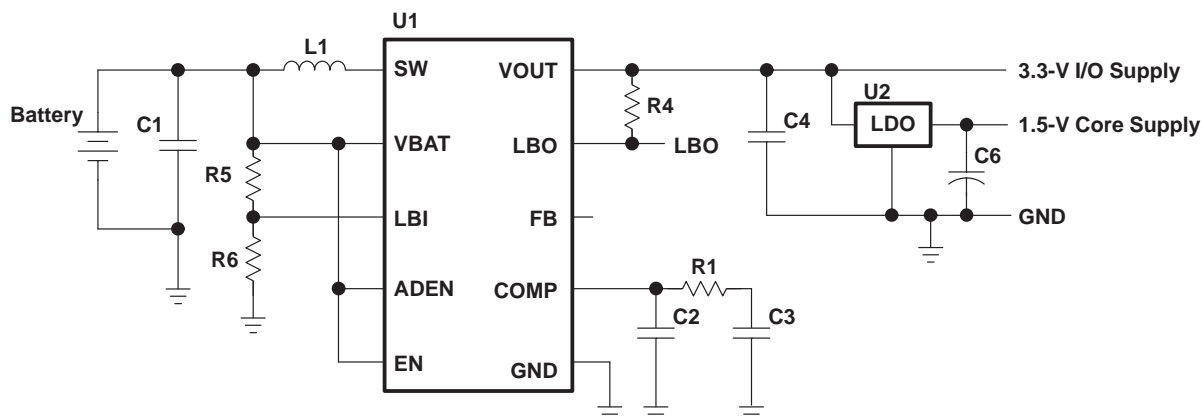 U1
L1
SW
VOUT
3.3-V I/O Supply
U2
R4
Battery
C1
C4
LDO
1.5-V Core Supply
VBAT
LBO
LBO
R5
C6
LBI
FB
GND
R6
R1
ADEN
COMP
C2
C3
EN
GND